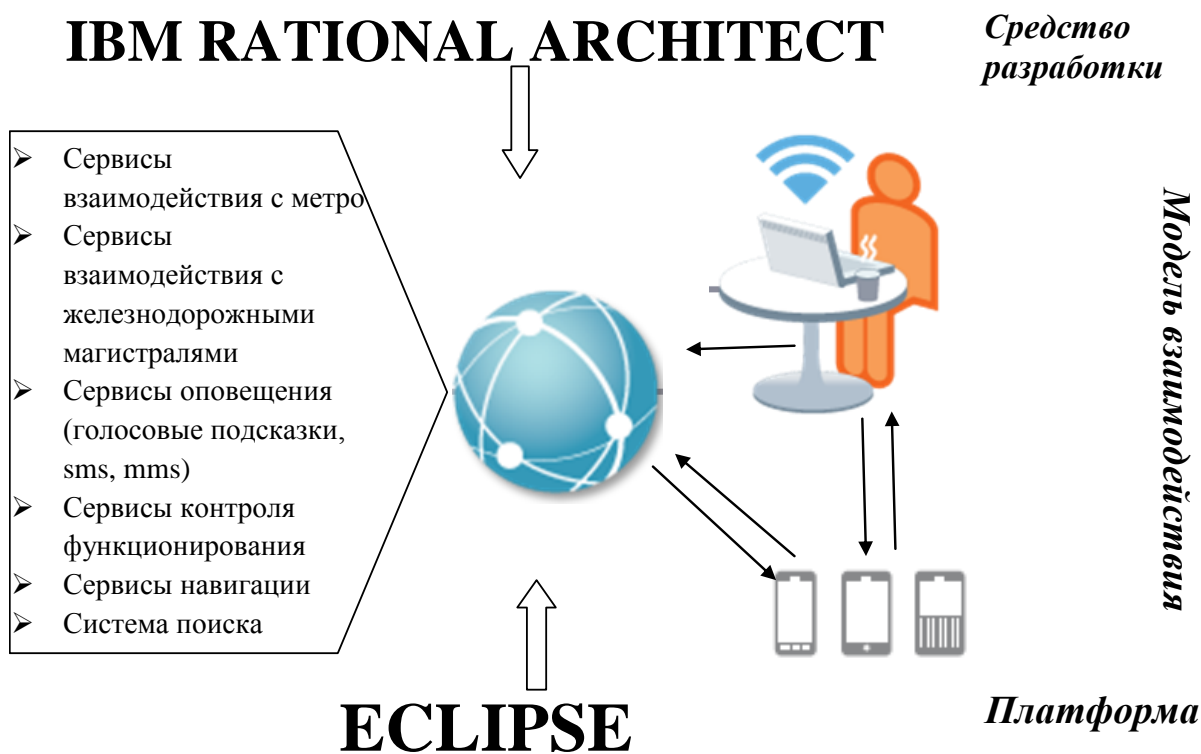 IBM RATIONAL ARCHITECT
Средство
разработки
➢ Сервисы
взаимодействия с метро
➢ Сервисы
взаимодействия с
железнодорожными
магистралями
➢ Сервисы оповещения
(голосовые подсказки,
sms, mms)
➢ Сервисы контроля
функционирования
➢ Сервисы навигации
➢ Система поиска
Модель взаимодействия
ECLIPSE
Платформа